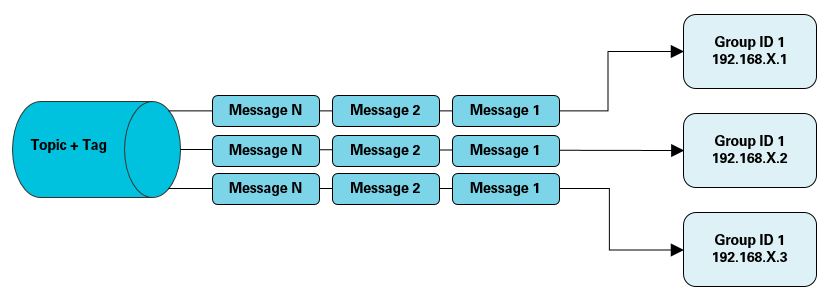 Topic + Tag
Message N
Message 2
Message 1
Message N
Message 2
Message 1
Message N
Message 2
Message 1
Group ID 1
192.168.X.1
Group ID 1
192.168.X.2
Group ID 1
192.168.X.3